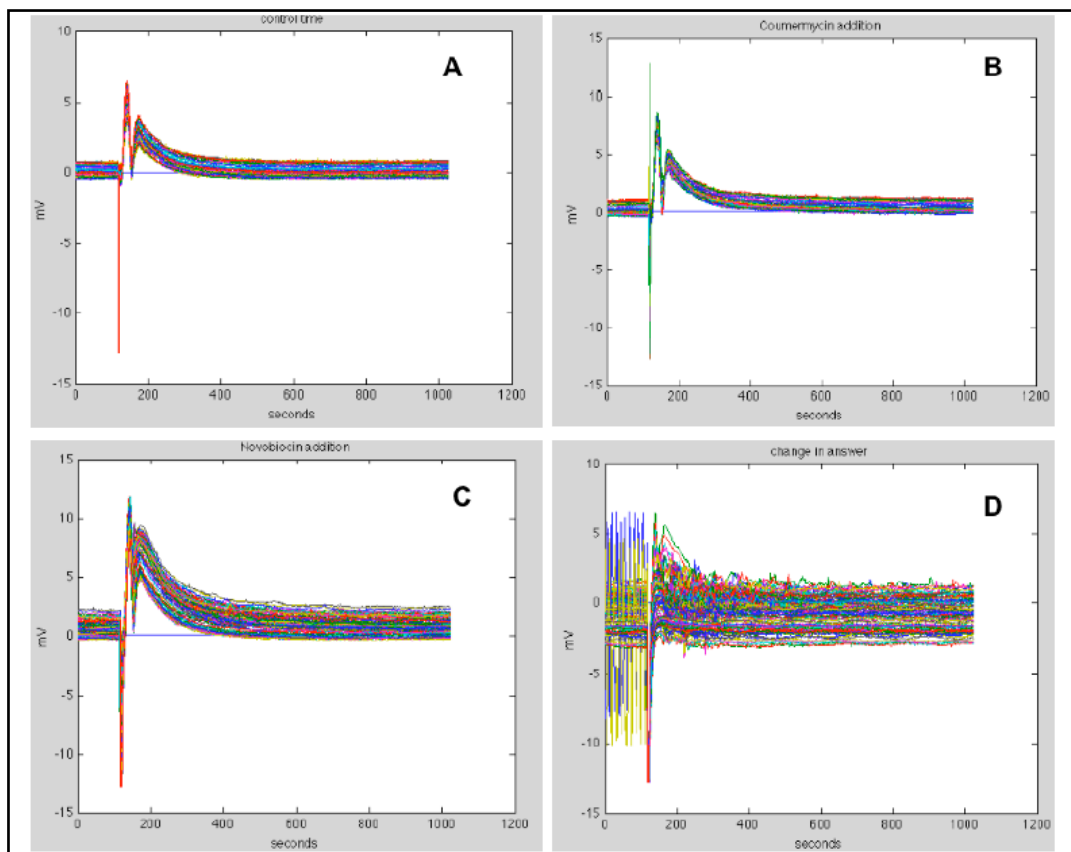 control time
A
10
5
0
-5
-10
-15
mV
0 200 400 600 800 1000 1200
seconds
Coumermycin addition
B
15
10
5
0
-5
-10
-15
mV
0 200 400 600 800 1000 1200
seconds
Novobiocin addition
C
15
10
5
0
-5
-10
-15
mV
0 200 400 600 800 1000 1200
seconds
change in answer
D
10
5
0
-5
-10
-15
mV
0 200 400 600 800 1000 1200
seconds